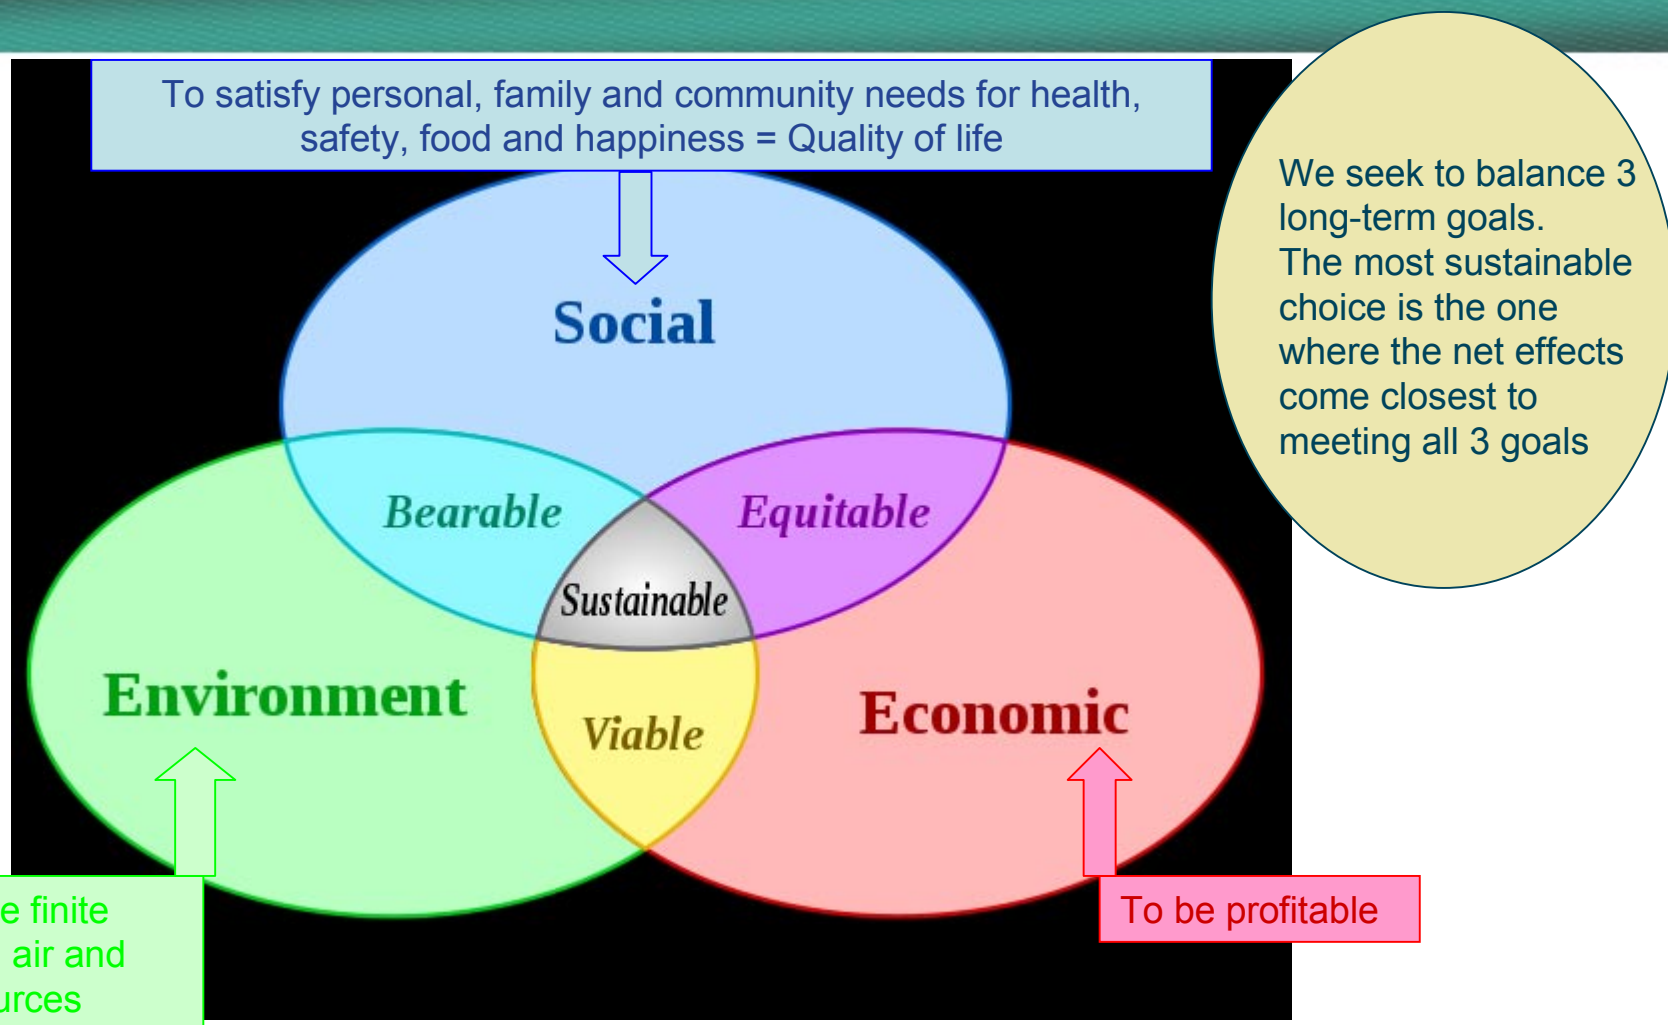 To satisfy personal, family and community needs for health,
safety, food and happiness = Quality of life
We seek to balance 3
long-term goals.
The most sustainable
choice is the one
where the net effects
come closest to
meeting all 3 goals
Social
Bearable
Equitable
Sustainable
Environment
Viable
Economic
finite
air and
To be profitable